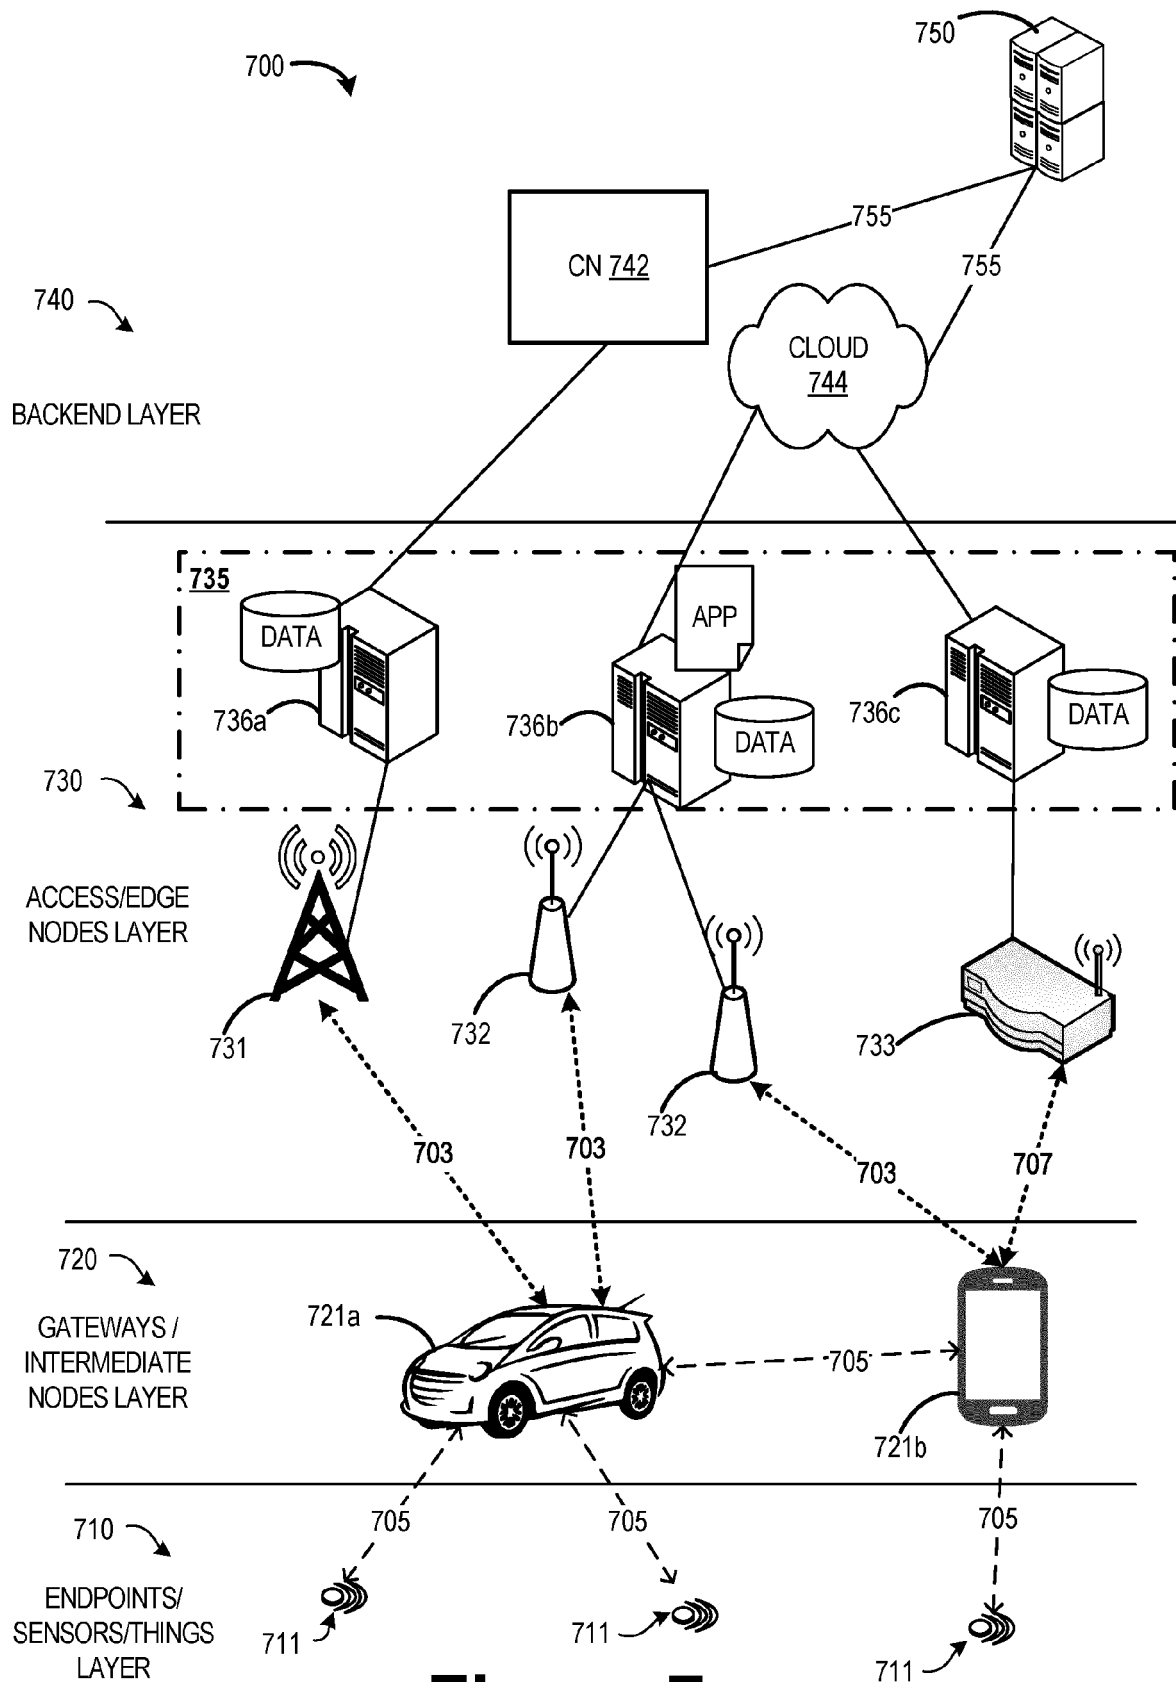 750
700
755
CN 742
755
740
CLOUD
744
BACKEND LAYER
735
DATA
APP
736a
736b
DATA
736c
DATA
730
ACCESS/EDGE
NODES LAYER
731
732
732
733
703
703
703
707
720
721a
GATEWAYS /
INTERMEDIATE
NODES LAYER
705
721b
710
705
705
705
ENDPOINTS/
SENSORS/THINGS
LAYER
711
711
711